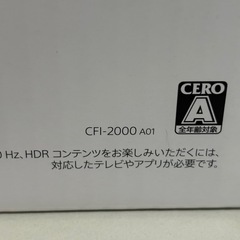 CERO
A
全年齢対象
CFI-2000 A01
0 Hz、HDR コンテンツをお楽しみいただくには、
対応したテレビやアプリが必要です。